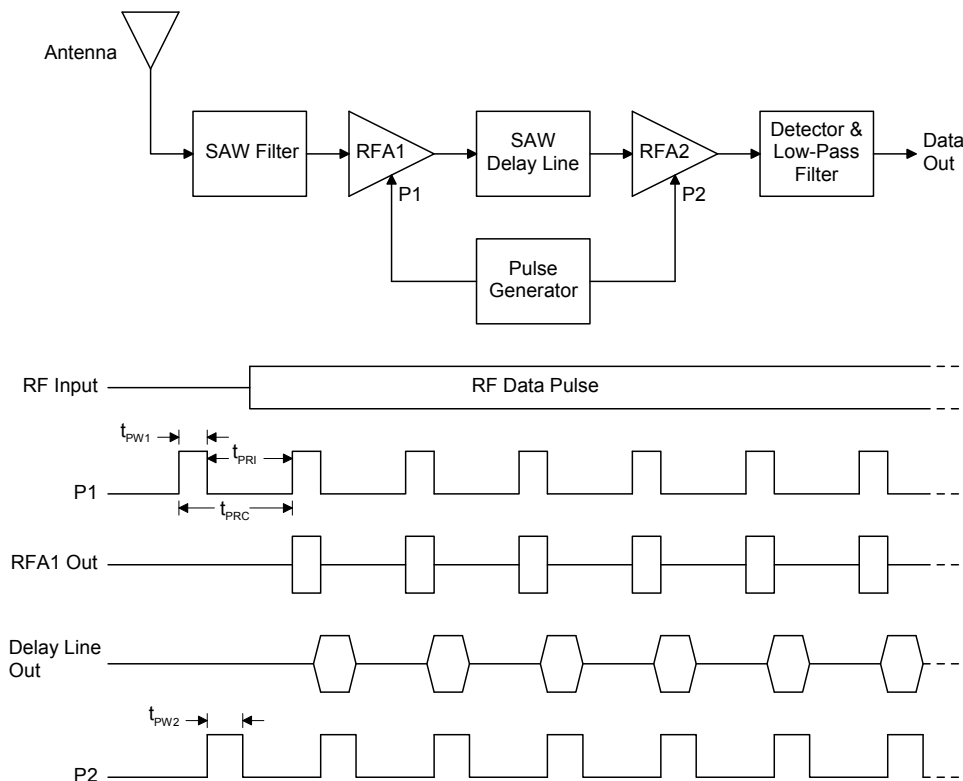 Antenna
SAW Filter
RFA1
SAW
Delay Line
RFA2
Detector &
Low-Pass
Filter
Data
Out
P1
P2
Pulse
Generator
RF Input
RF Data Pulse
tPW1
tPRI
P1
tPRC
RFA1 Out
Delay Line
Out
tPW2
P2